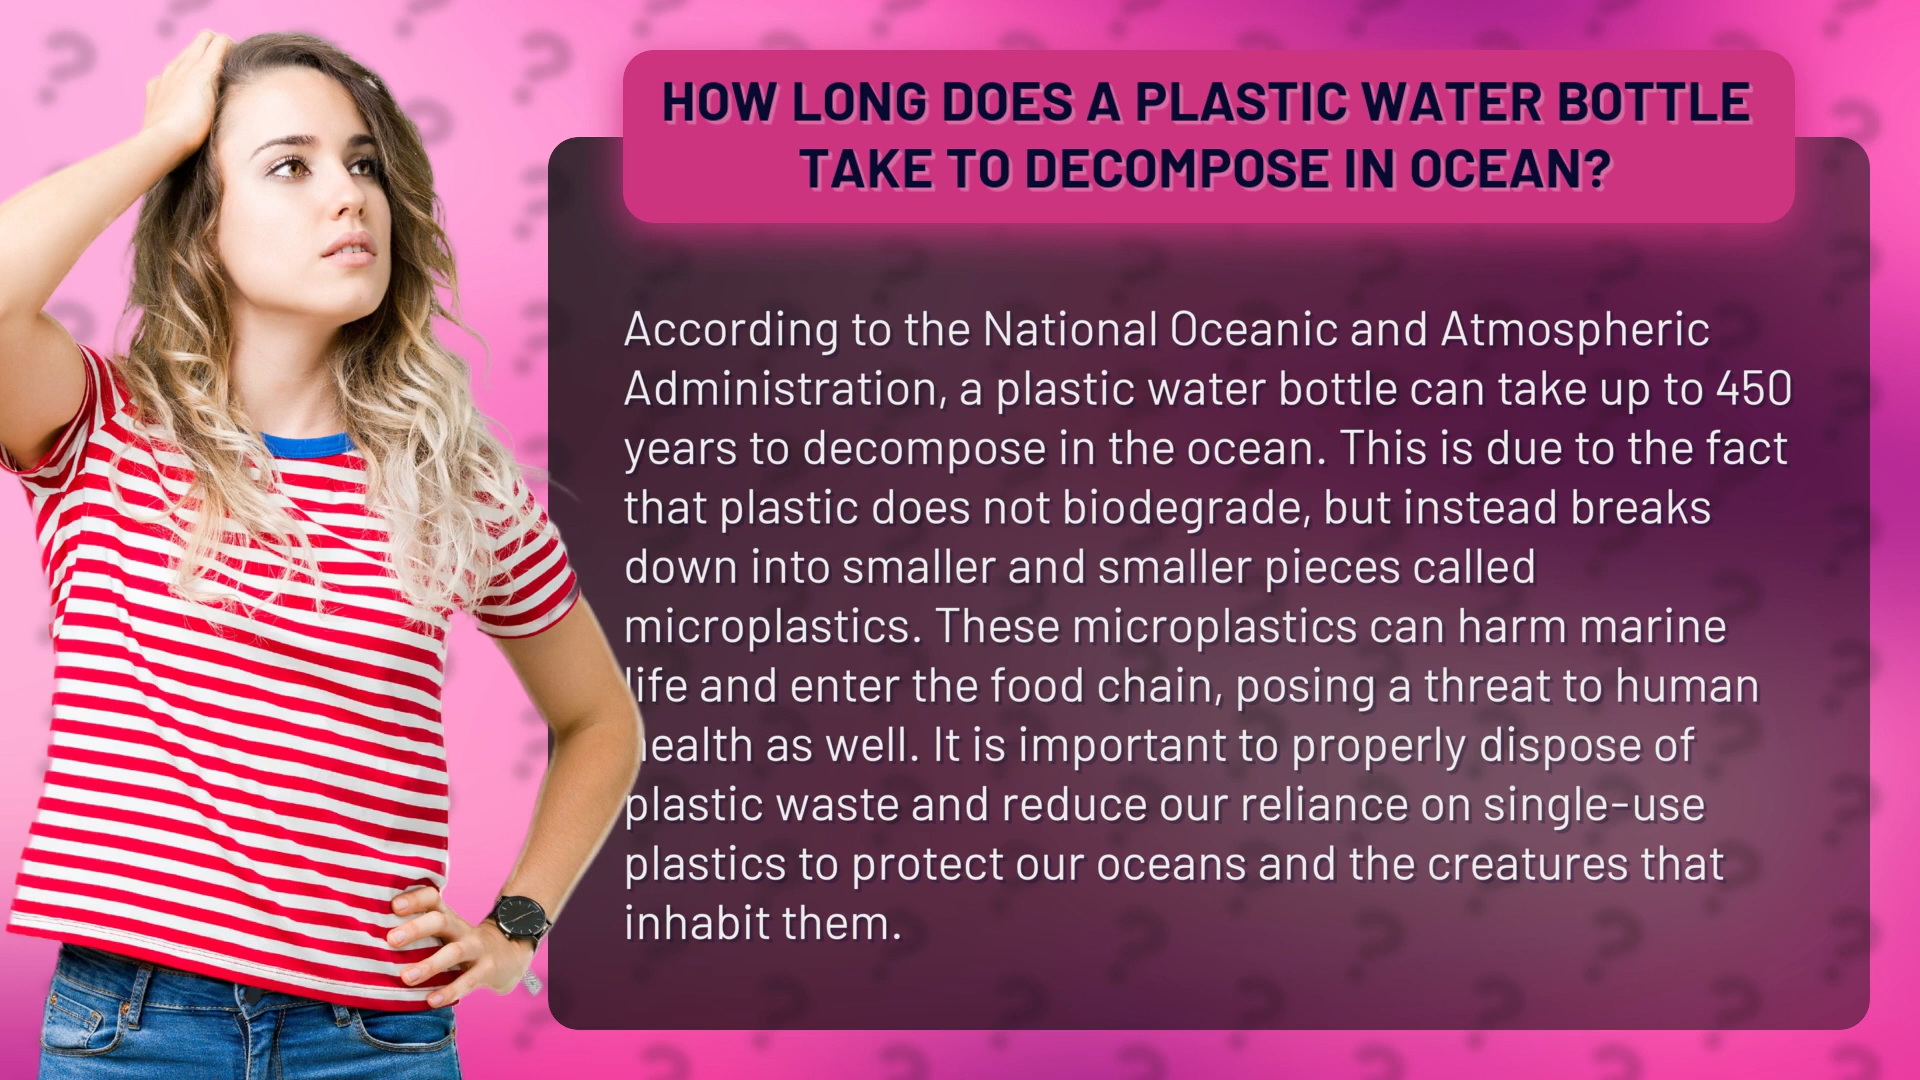 HOW LONG DOES A PLASTIC WATER BOTTLE
TAKE TO DECOMPOSE IN OCEAN?
According to the National Oceanic and Atmospheric
Administration, a plastic water bottle can take up to 450
years to decompose in the ocean. This is due to the fact
that plastic does not biodegrade, but instead breaks
down into smaller and smaller pieces called
microplastics. These microplastics can harm marine
life and enter the food chain, posing a threat to human
health as well. It is important to properly dispose of
plastic waste and reduce our reliance on single-use
plastics to protect our oceans and the creatures that
inhabit them.